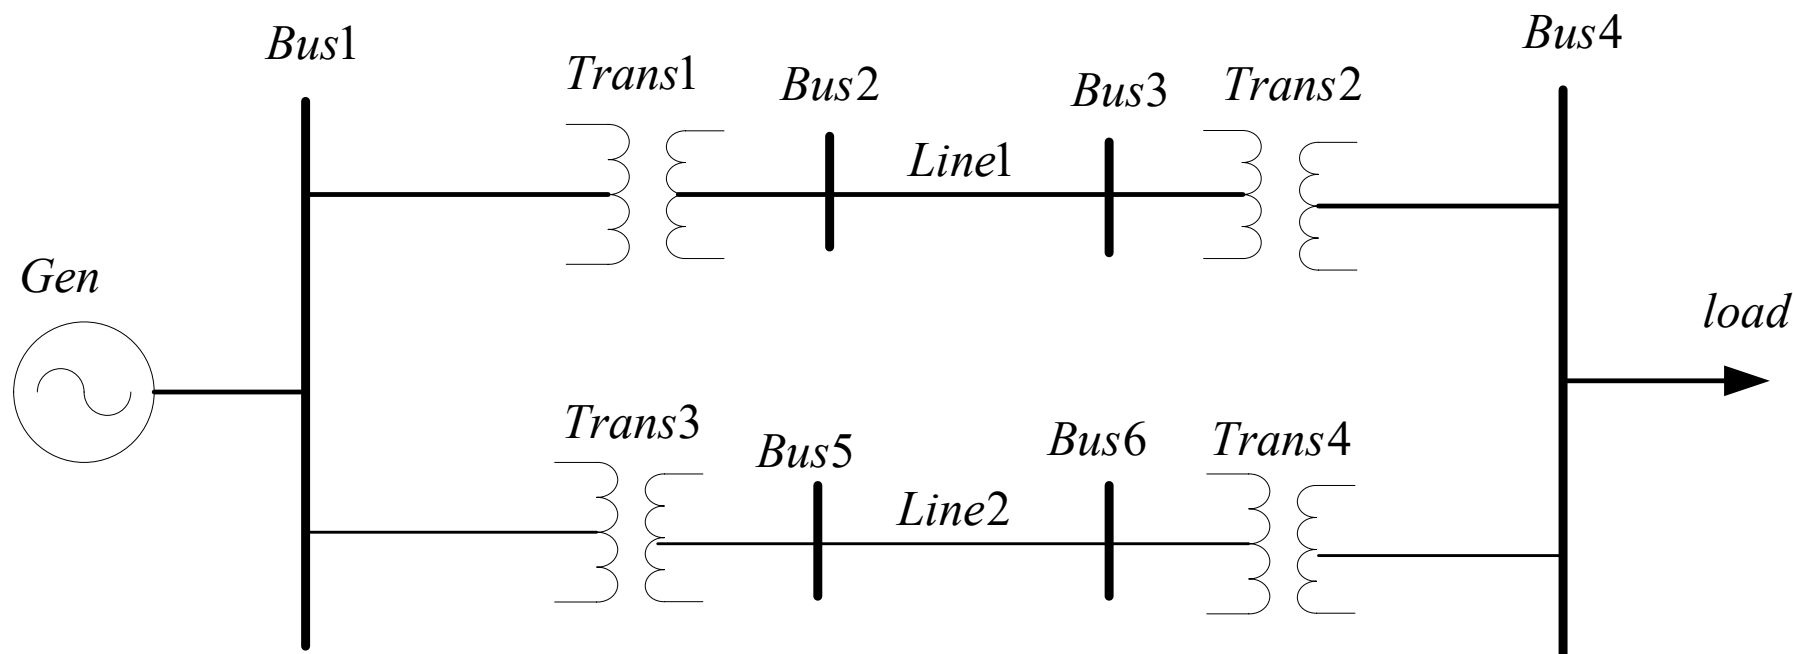 Bus1
Bus4
Trans1
Bus2
Bus3
Trans2
Line1
Gen
load
Trans3
Bus5
Bus6
Trans4
Line2